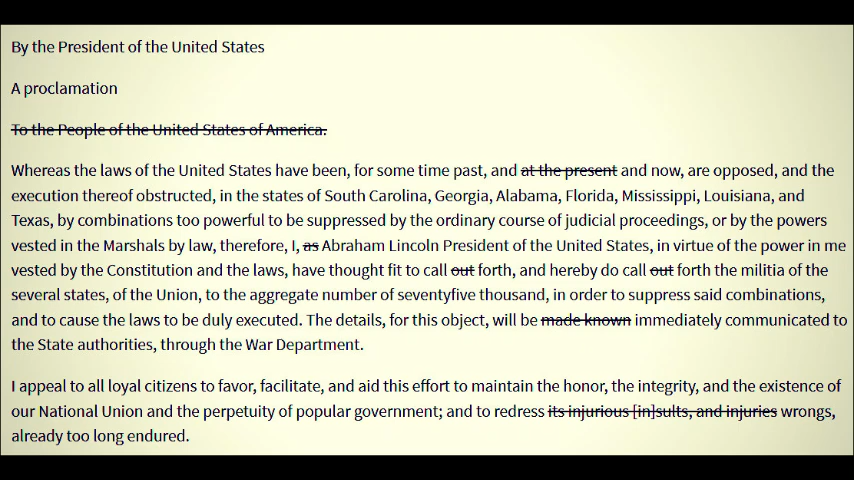 By the President of the United States
A proclamation
To the People of the United States of America.
Whereas the laws of the United States have been, for some time past, and at the present and now, are opposed, and the
execution thereof obstructed, in the states of South Carolina, Georgia, Alabama, Florida, Mississippi, Louisiana, and
Texas, by combinations too powerful to be suppressed by the ordinary course of judicial proceedings, or by the powers
vested in the Marshals by law, therefore, I, as Abraham Lincoln President of the United States, in virtue of the power in me
vested by the Constitution and the laws, have thought fit to call out forth, and hereby do call out forth the militia of the
several states, of the Union, to the aggregate number of seventyfive thousand, in order to suppress said combinations,
and to cause the laws to be duly executed. The details, for this object, will be made known immediately communicated to
the State authorities, through the War Department.
I appeal to all loyal citizens to favor, facilitate, and aid this effort to maintain the honor, the integrity, and the existence of
our National Union and the perpetuity of popular government; and to redress its injurious [in]sults, and injuries wrongs,
already too long endured.